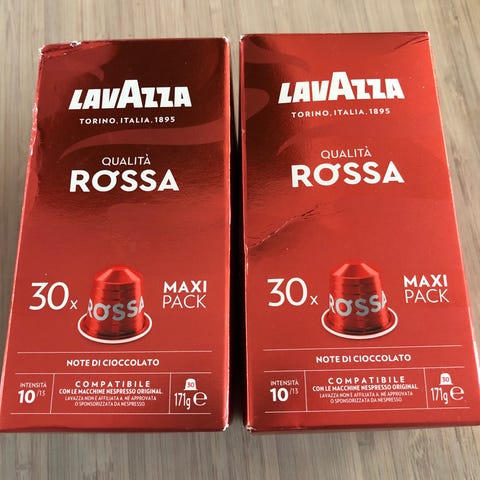 LAVAZZA
TORINO, ITALIA, 1895
QUALITÀ
ROSSA
30x
ROSSA
MAXI
PACK
NOTE DI CIOCCOLATO
INTENSITÀ
10/13
COMPATIBILE
CON LE MACCHINE NESPRESSO ORIGINAL.
LAVAZZA NON È AFFILIATA A, NÉ APPROVATA
O SPONSORIZZATA DA NESPRESSO
30
171g℮
LAVAZZA
TORINO, ITALIA, 1895
QUALITÀ
ROSSA
30x
ROSSA
MAXI
PACK
NOTE DI CIOCCOLATO
INTENSITÀ
10/13
COMPATIBILE
CON LE MACCHINE NESPRESSO ORIGINAL.
LAVAZZA NON È AFFILIATA A, NÉ APPROVATA
O SPONSORIZZATA DA NESPRESSO
30
171g℮